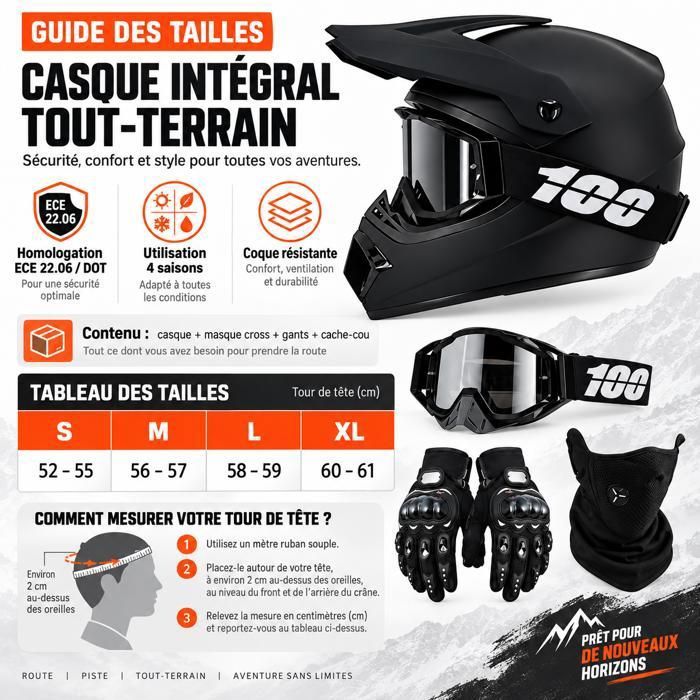 GUIDE DES TAILLES
CASQUE INTÉGRAL
TOUT-TERRAIN
Sécurité, confort et style pour toutes vos aventures.
ECE
22.06
Homologation
ECE 22.06 / DOT
Pour une sécurité
optimale
Utilisation
4 saisons
Adapté à toutes
les conditions
Coque résistante
Confort, ventilation
et durabilité
100
Contenu : casque + masque cross + gants + cache-cou
Tout ce dont vous avez besoin pour prendre la route
100
TABLEAU DES TAILLES
Tour de tête (cm)
S M L XL
52 – 55 56 – 57 58 – 59 60 – 61
COMMENT MESURER VOTRE TOUR DE TÊTE ?
Environ
2 cm
au-dessus
des oreilles
1 Utilisez un mètre ruban souple.
2 Placez-le autour de votre tête,
à environ 2 cm au-dessus des oreilles,
au niveau du front et de l'arrière du crâne.
3 Relevez la mesure en centimètres (cm)
et reportez-vous au tableau ci-dessus.
PRÊT POUR
DE NOUVEAUX
HORIZONS
ROUTE | PISTE | TOUT-TERRAIN | AVENTURE SANS LIMITES